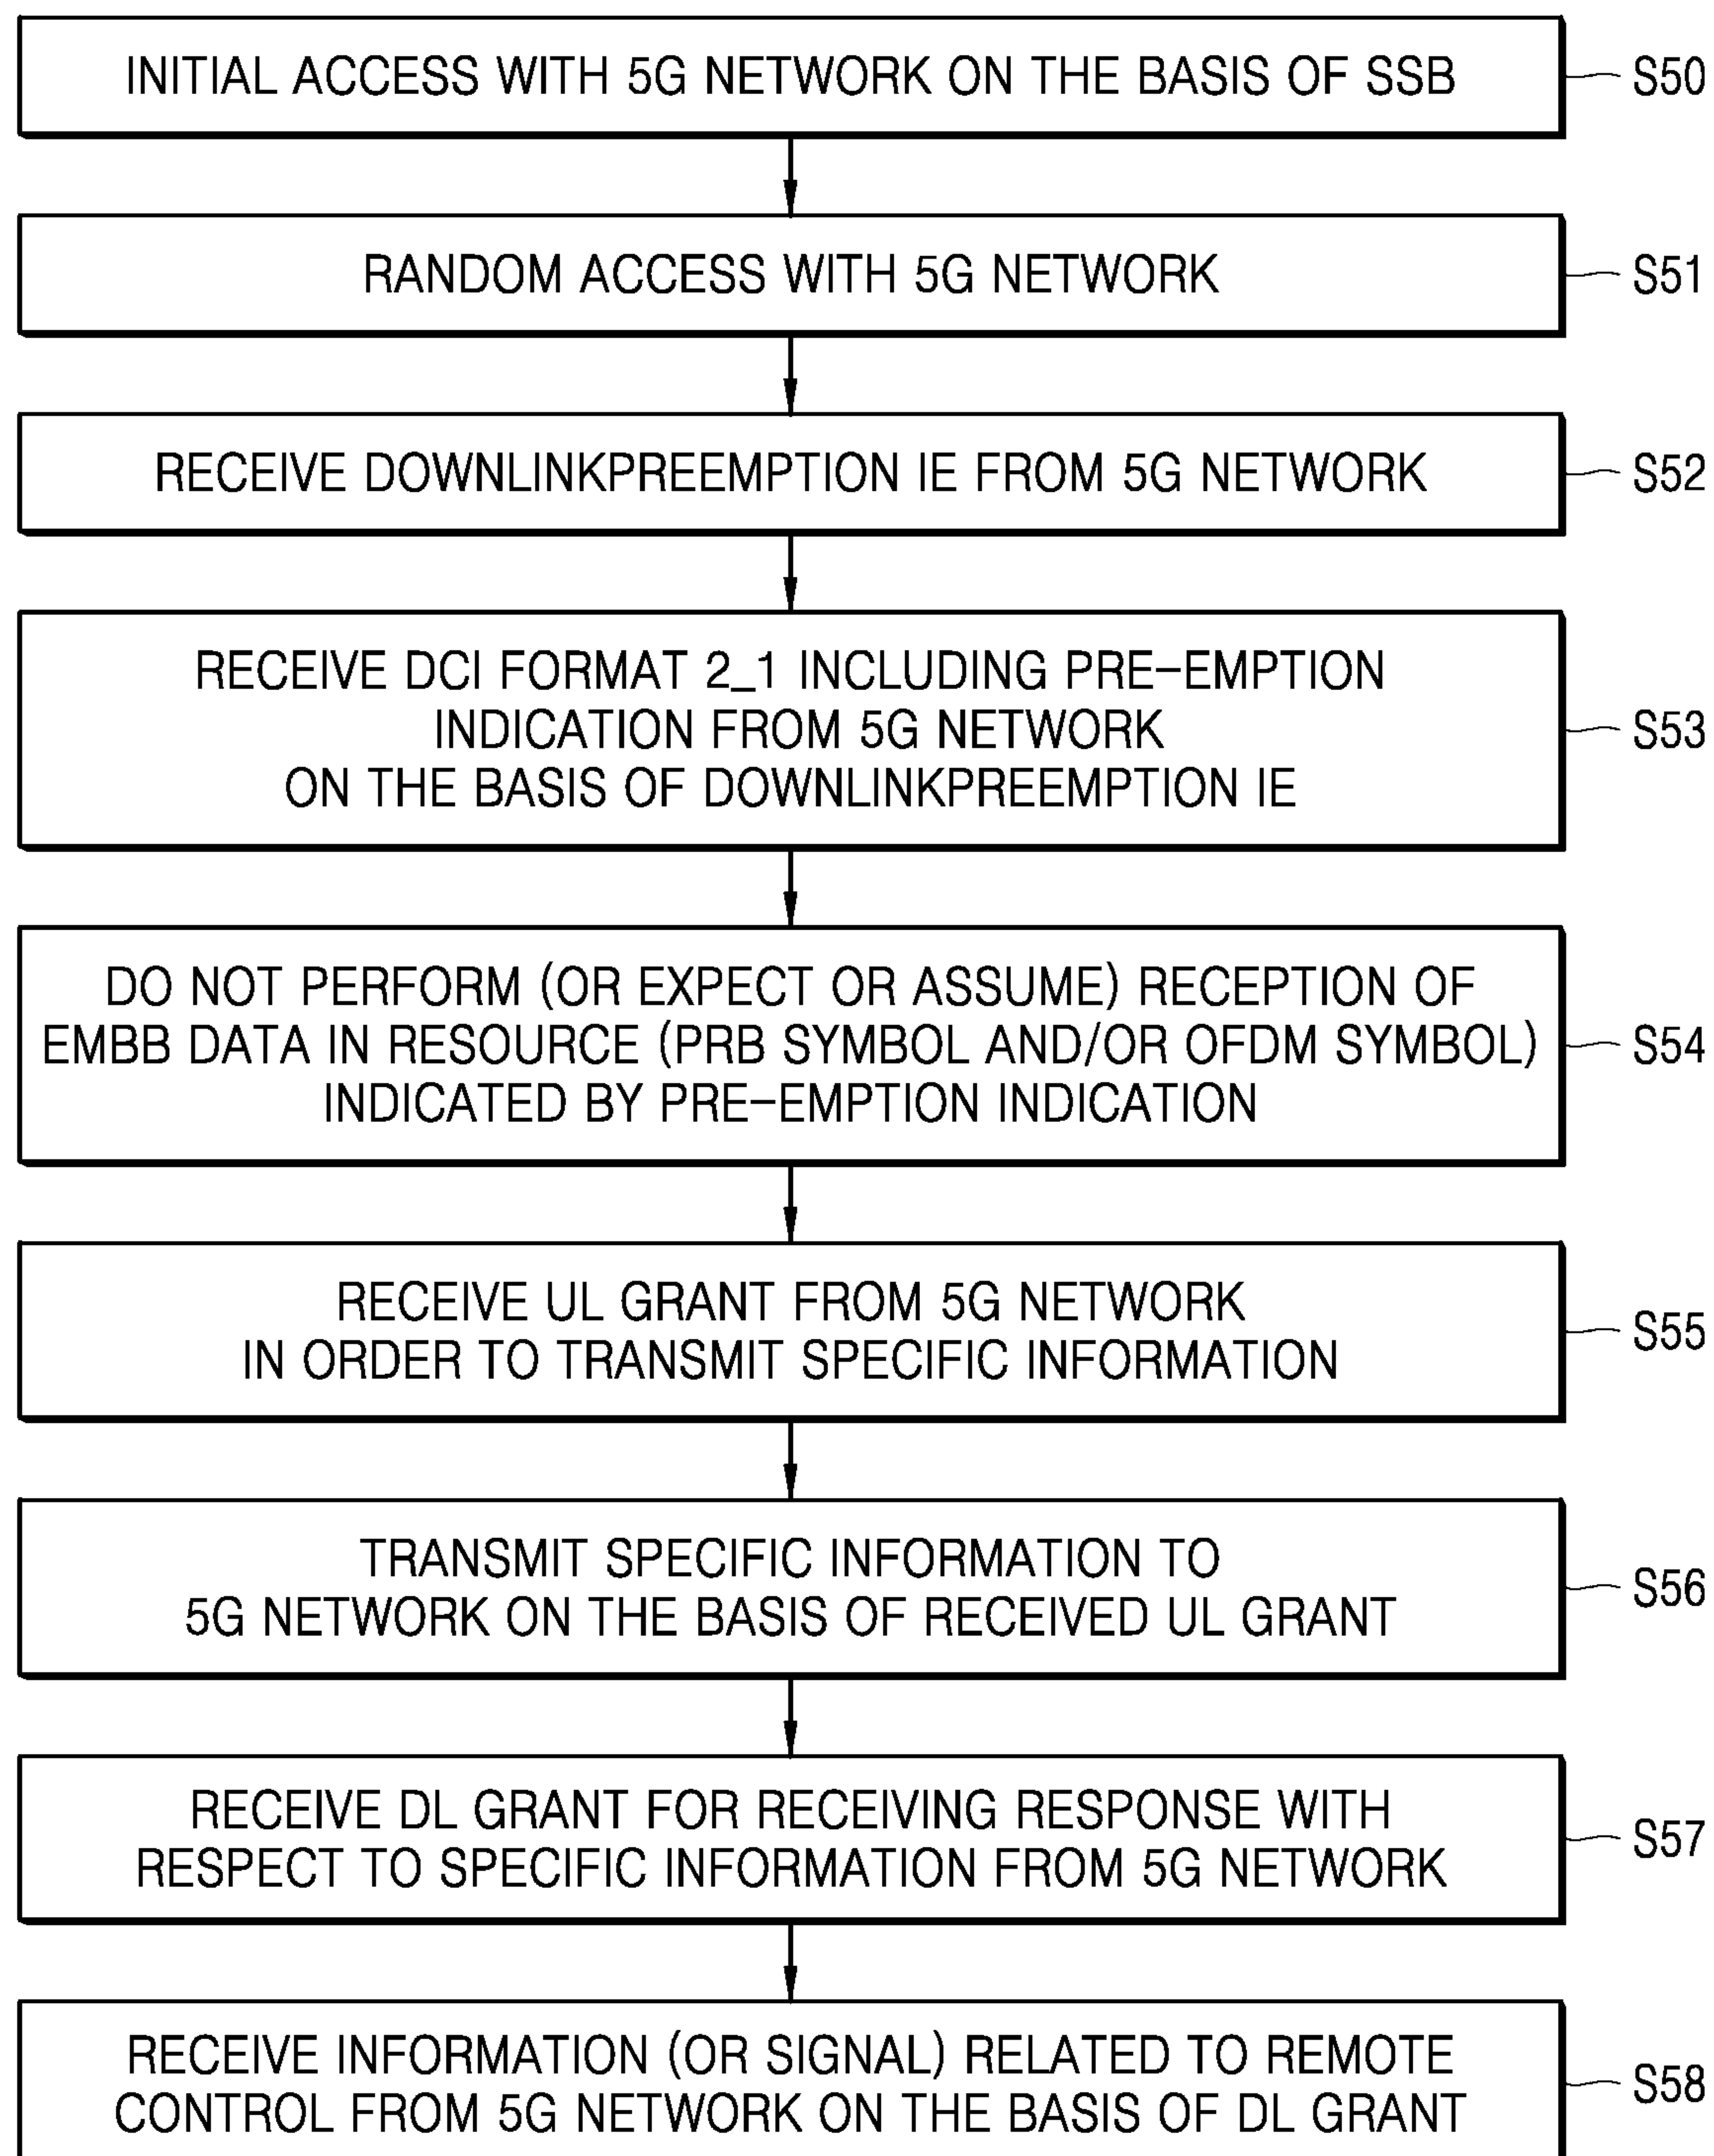 INITIAL ACCESS WITH 5G NETWORK ON THE BASIS OF SSB
S50
RANDOM ACCESS WITH 5G NETWORK
S51
RECEIVE DOWNLINKPREEMPTION IE FROM 5G NETWORK
S52
RECEIVE DCI FORMAT 2_1 INCLUDING PRE-EMPTION
INDICATION FROM 5G NETWORK
ON THE BASIS OF DOWNLINKPREEMPTION IE
S53
DO NOT PERFORM (OR EXPECT OR ASSUME) RECEPTION OF
EMBB DATA IN RESOURCE (PRB SYMBOL AND/OR OFDM SYMBOL)
INDICATED BY PRE-EMPTION INDICATION
S54
RECEIVE UL GRANT FROM 5G NETWORK
IN ORDER TO TRANSMIT SPECIFIC INFORMATION
S55
TRANSMIT SPECIFIC INFORMATION TO
5G NETWORK ON THE BASIS OF RECEIVED UL GRANT
S56
RECEIVE DL GRANT FOR RECEIVING RESPONSE WITH
RESPECT TO SPECIFIC INFORMATION FROM 5G NETWORK
S57
RECEIVE INFORMATION (OR SIGNAL) RELATED TO REMOTE
CONTROL FROM 5G NETWORK ON THE BASIS OF DL GRANT
S58